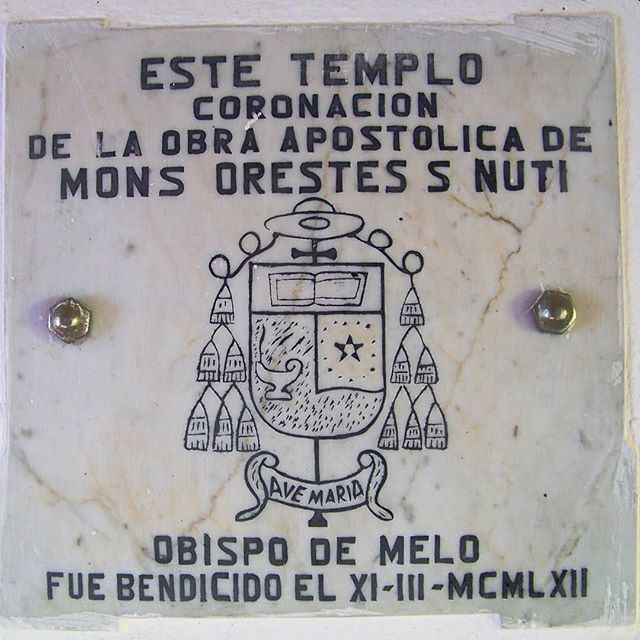 ESTE TEMPLO
CORONACION
DE LA OBRA APOSTOLICA DE
MONS ORESTES S NUTI
AVE MARIA
OBISPO DE MELO
FUE BENDICIDO EL XI-III-MCMLXII